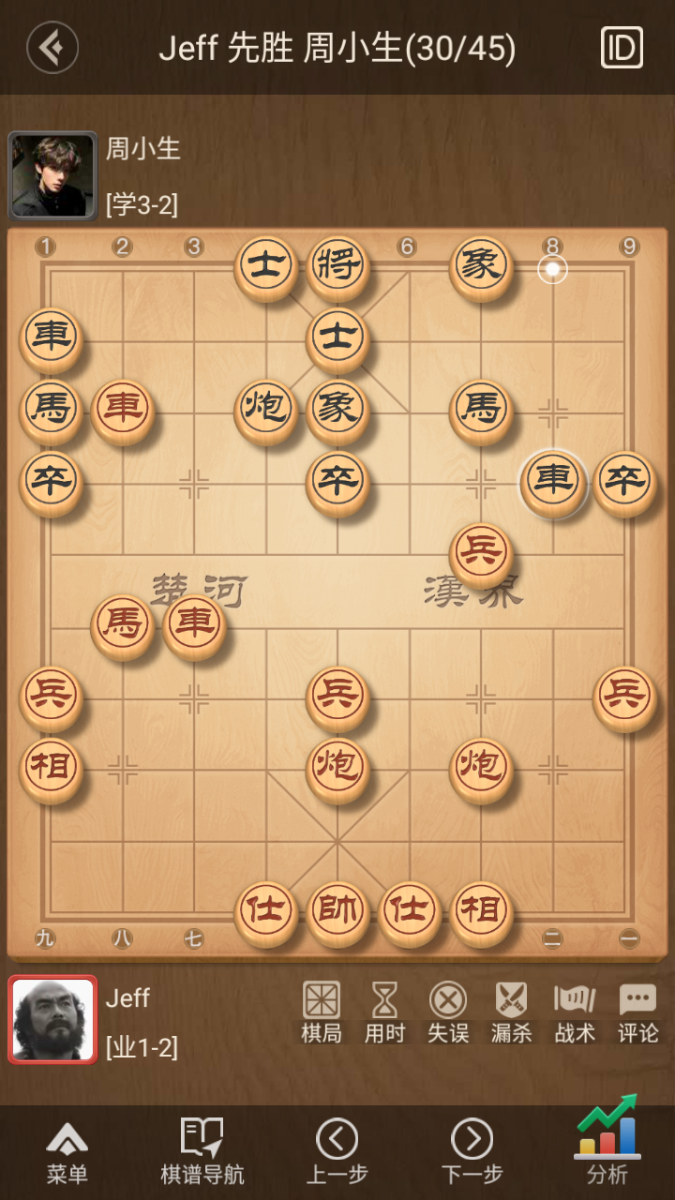 Jeff 先胜 周小生(30/45)
ID
周小生
[学3-2]
1 2 3 6 8 9
士 將 象
車 士
馬 車 炮 象 馬
卒 卒 車 卒
兵
楚河 漢界
馬 車
兵 兵 兵
相 炮 炮
仕 帥 仕 相
九 八 七 二 一
Jeff
[业1-2]
棋局 用时 失误 漏杀 战术 评论
菜单 棋谱导航 上一步 下一步 分析